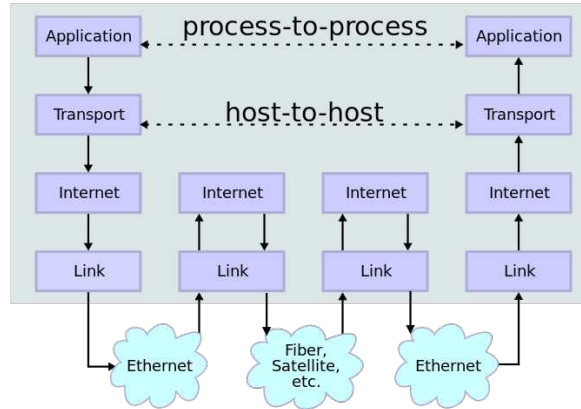 process-to-process
Application
Application
host-to-host
Transport
Transport
Internet
Internet
Internet
Internet
Link
Link
Link
Link
Ethernet
Fiber,
Satellite,
etc.
Ethernet